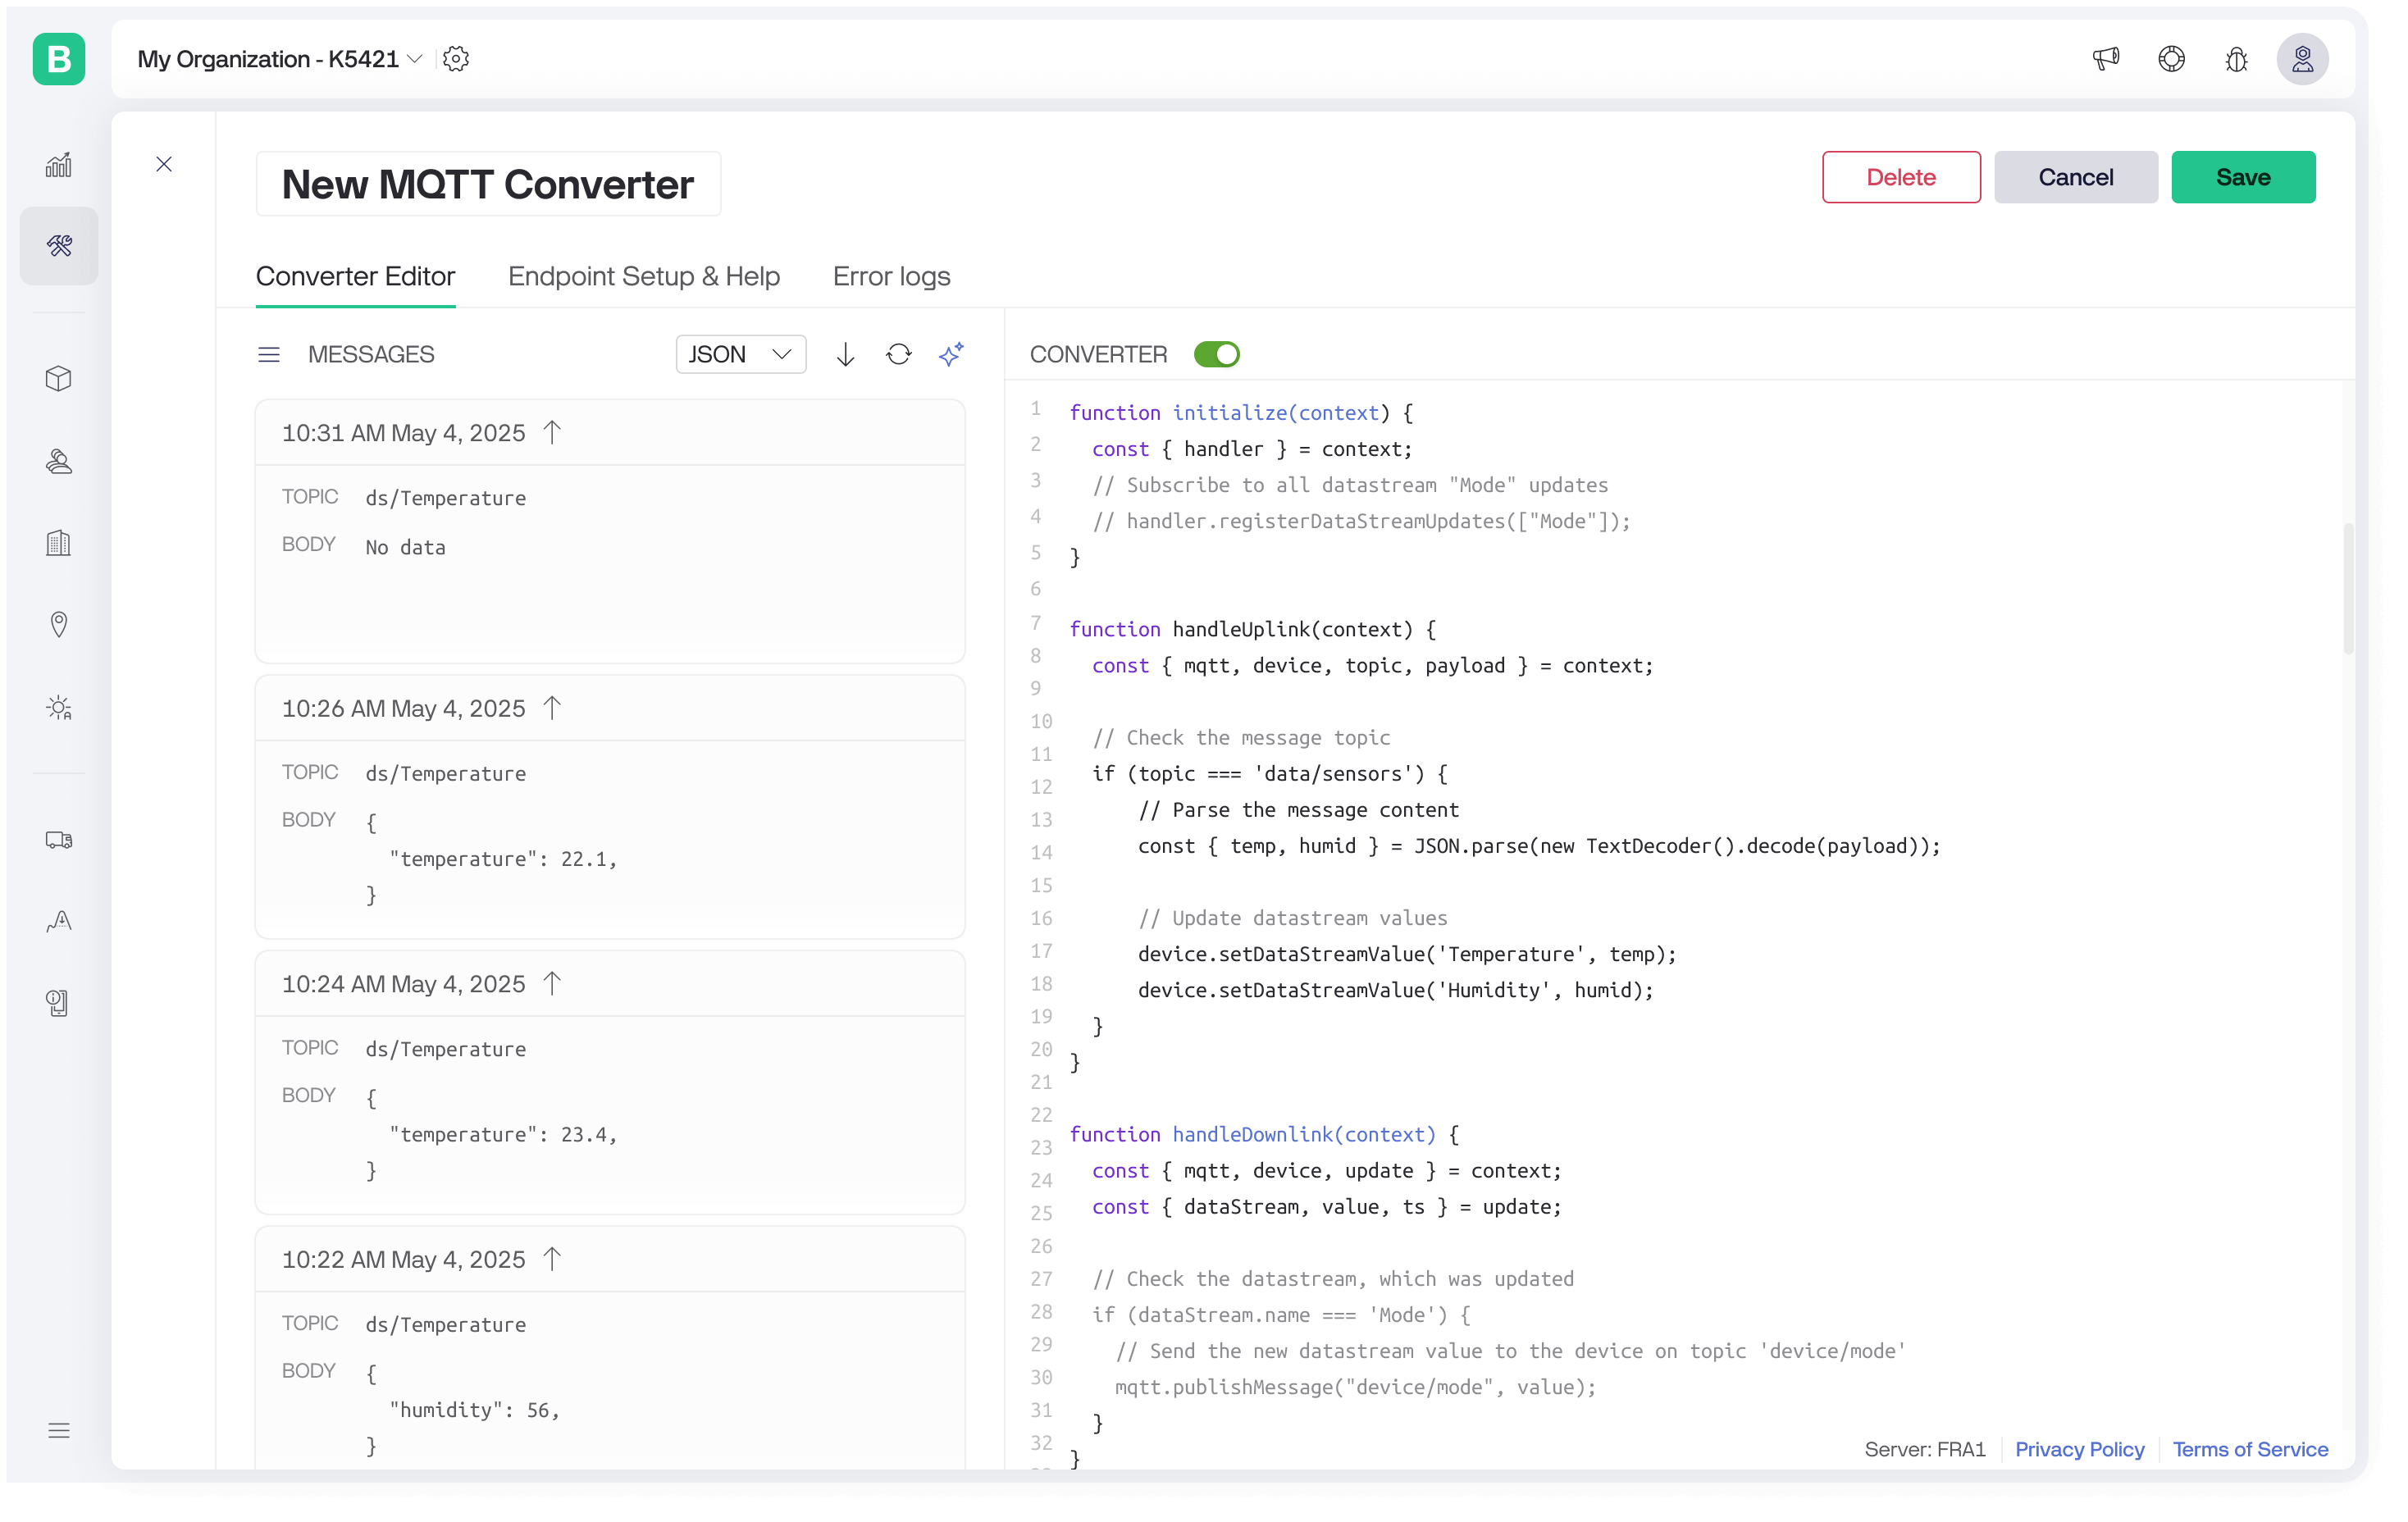 B
My Organization - K5421
New MQTT Converter
Delete
Cancel
Save
Converter Editor
Endpoint Setup & Help
Error logs
MESSAGES
JSON
10:31 AM May 4, 2025
TOPIC ds/Temperature
BODY No data
10:26 AM May 4, 2025
TOPIC ds/Temperature
BODY {
"temperature": 22.1,
}
10:24 AM May 4, 2025
TOPIC ds/Temperature
BODY {
"temperature": 23.4,
}
10:22 AM May 4, 2025
TOPIC ds/Temperature
BODY {
"humidity": 56,
}
CONVERTER
1
2
3
4
5
6
7
8
9
10
11
12
13
14
15
16
17
18
19
20
21
22
23
24
25
26
27
28
29
30
31
32
function initialize(context) {
const { handler } = context;
// Subscribe to all datastream "Mode" updates
// handler.registerDataStreamUpdates(["Mode"]);
}
function handleUplink(context) {
const { mqtt, device, topic, payload } = context;
// Check the message topic
if (topic === 'data/sensors') {
// Parse the message content
const { temp, humid } = JSON.parse(new TextDecoder().decode(payload));
// Update datastream values
device.setDataStreamValue('Temperature', temp);
device.setDataStreamValue('Humidity', humid);
}
}
function handleDownlink(context) {
const { mqtt, device, update } = context;
const { dataStream, value, ts } = update;
// Check the datastream, which was updated
if (dataStream.name === 'Mode') {
// Send the new datastream value to the device on topic 'device/mode'
mqtt.publishMessage("device/mode", value);
}
}
Server: FRA1
Privacy Policy
Terms of Service